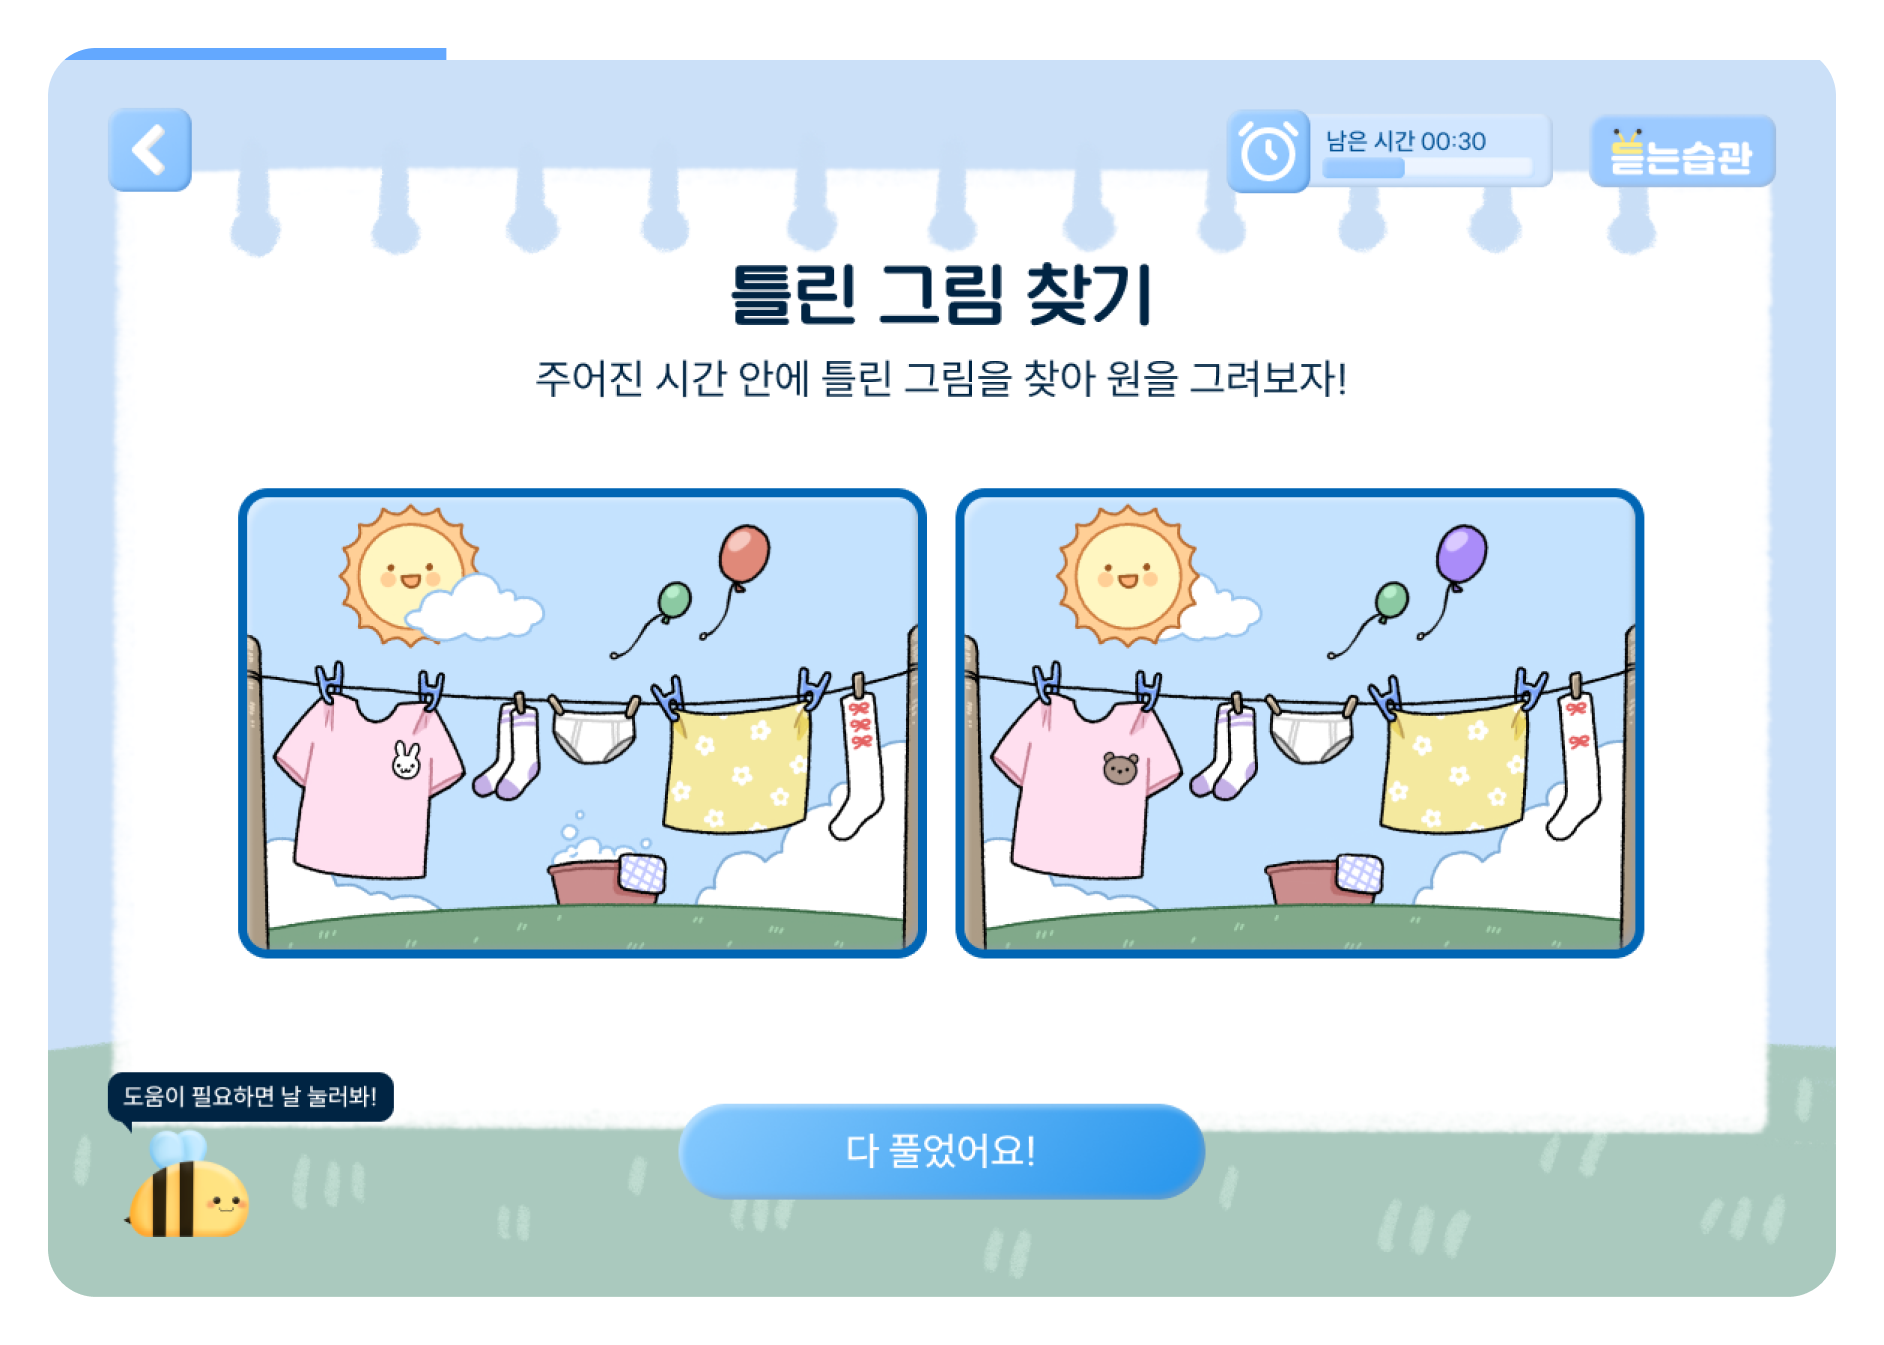 남은 시간 00:30
듣는습관
틀린 그림 찾기
주어진 시간 안에 틀린 그림을 찾아 원을 그려보자!
도움이 필요하면 날 눌러봐!
다 풀었어요!